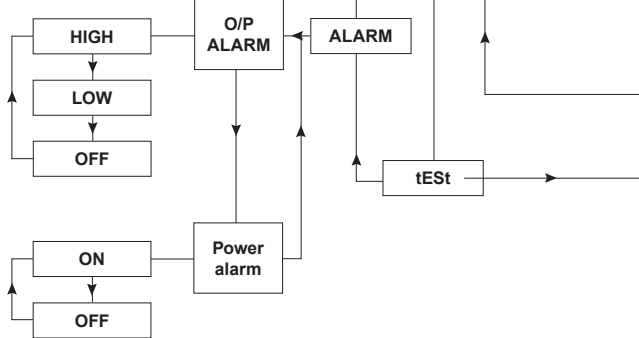 HIGH
O/P
ALARM
ALARM
LOW
OFF
tESt
ON
Power
alarm
OFF